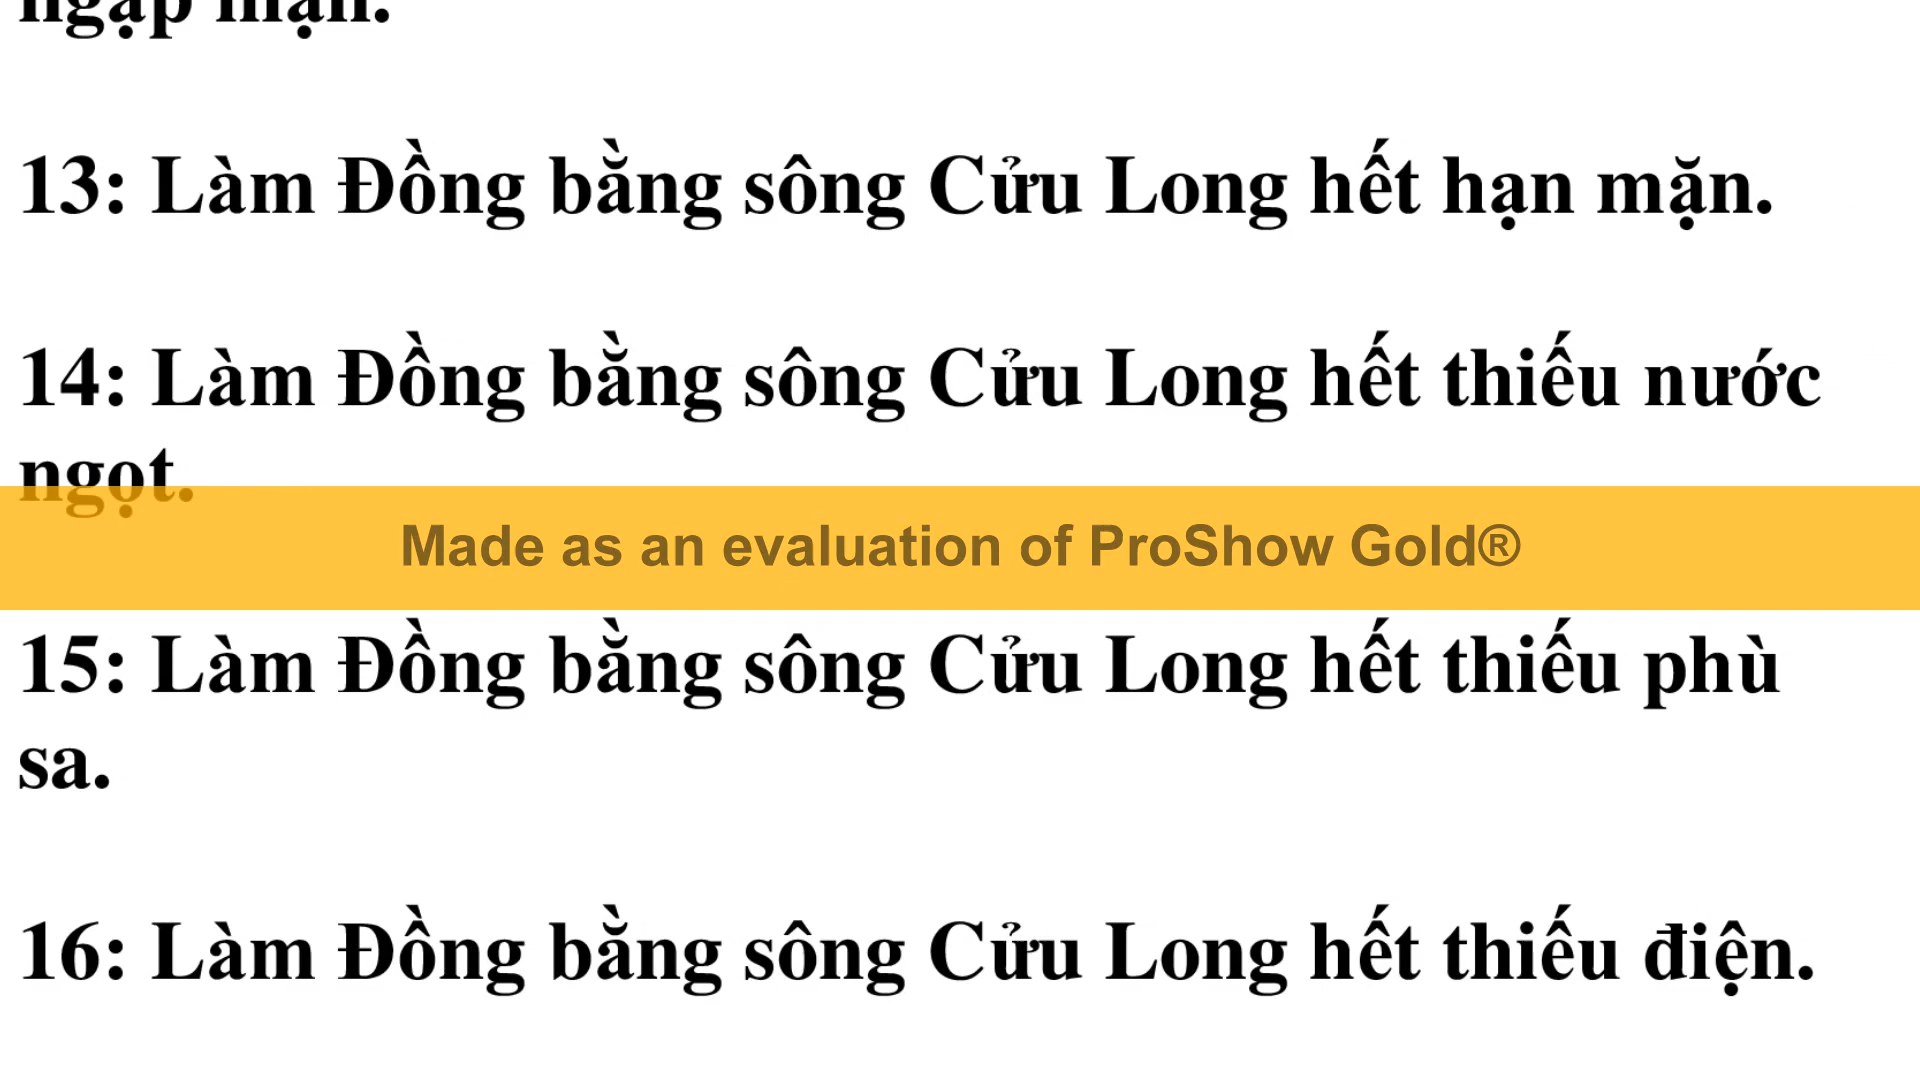 13: Làm Đồng bằng sông Cửu Long hết hạn mặn.
14: Làm Đồng bằng sông Cửu Long hết thiếu nước
ngọt.
Made as an evaluation of ProShow Gold®
15: Làm Đồng bằng sông Cửu Long hết thiếu phù
sa.
16: Làm Đồng bằng sông Cửu Long hết thiếu điện.